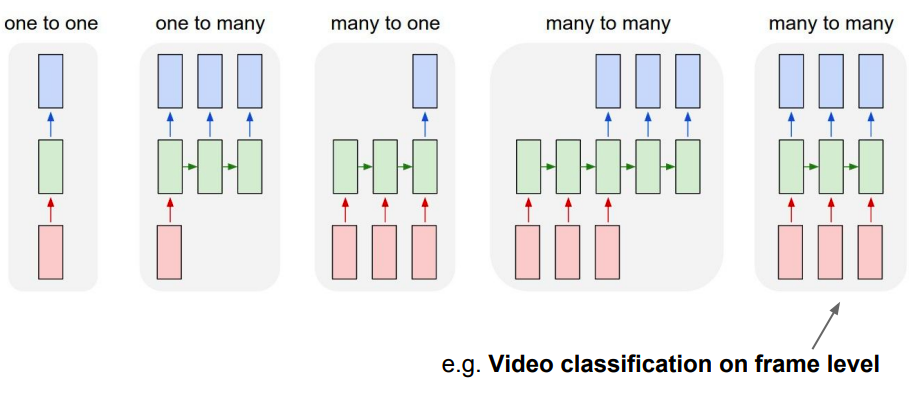 one to one
one to many
many to one
many to many
many to many
e.g. Video classification on frame level